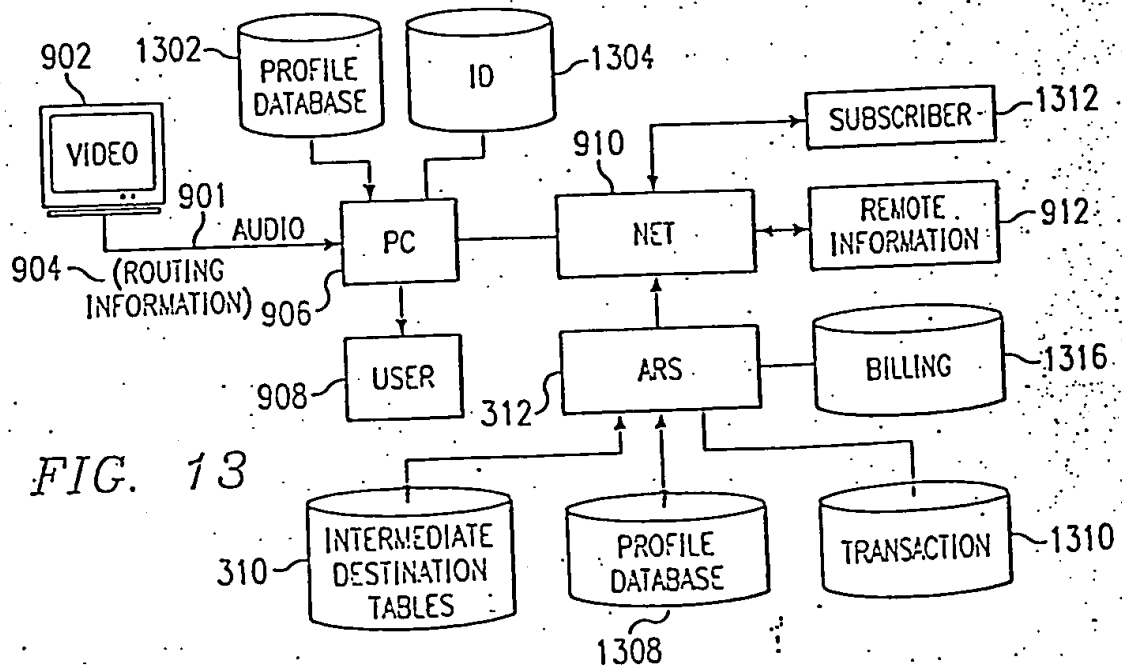 1302
PROFILE
DATABASE
ID
1304
902
VIDEO
901
AUDIO
904
(ROUTING
INFORMATION)
PC
906
USER
908
910
NET
SUBSCRIBER
1312
REMOTE
INFORMATION
912
ARS
312
BILLING
1316
FIG. 13
310
INTERMEDIATE
DESTINATION
TABLES
PROFILE
DATABASE
1308
TRANSACTION
1310